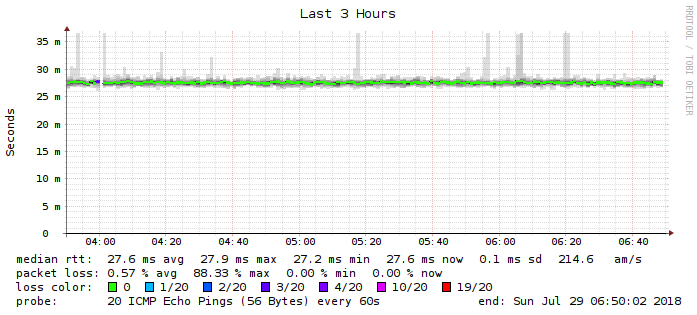 Last 3 Hours
RRDTOOL / TOBI OETIKER
Seconds
35 m
30 m
25 m
20 m
15 m
10 m
5 m
0
04:00 04:20 04:40 05:00 05:20 05:40 06:00 06:20 06:40
median rtt: 27.6 ms avg 27.9 ms max 27.2 ms min 27.6 ms now 0.1 ms sd 214.6 am/s
packet loss: 0.57 % avg 88.33 % max 0.00 % min 0.00 % now
loss color: 0 1/20 2/20 3/20 4/20 10/20 19/20
probe: 20 ICMP Echo Pings (56 Bytes) every 60s end: Sun Jul 29 06:50:02 2018